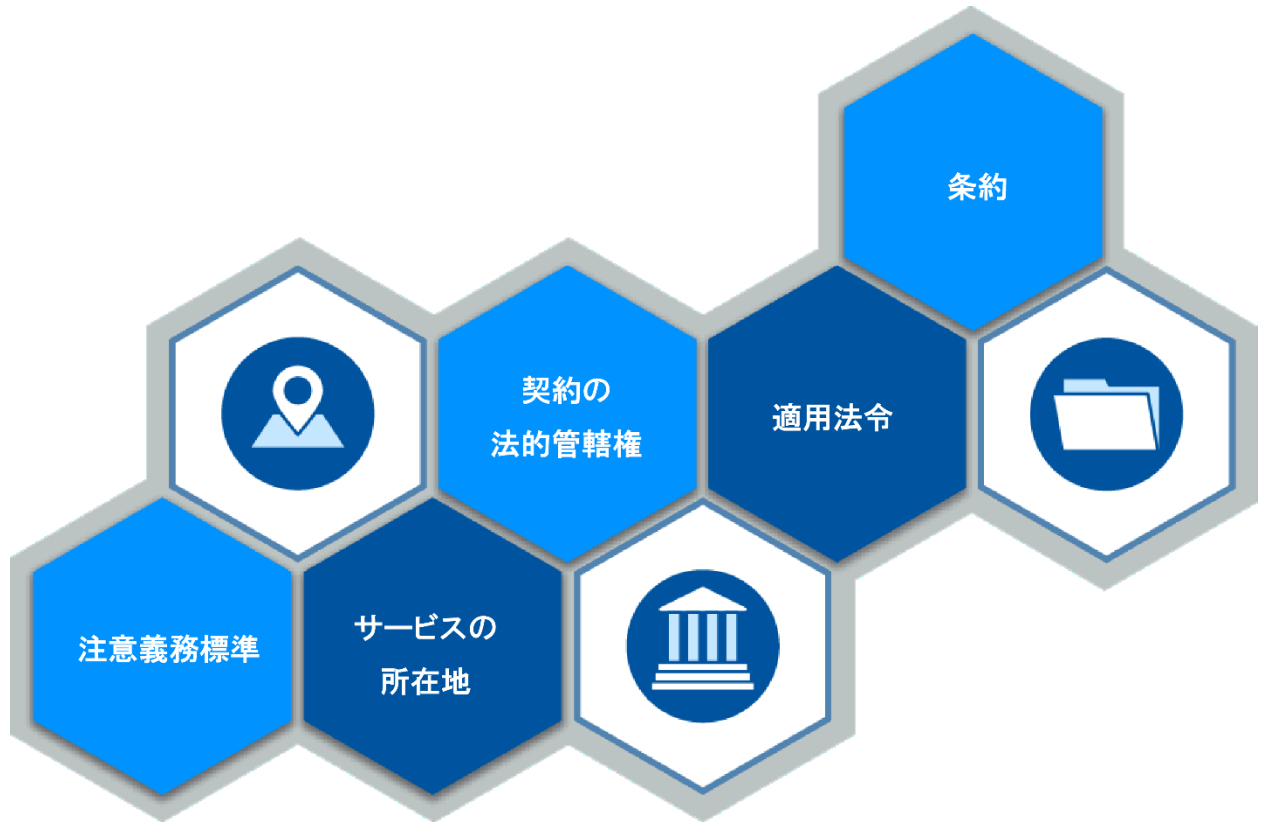 条約
契約の
法的管轄権
適用法令
注意義務標準
サービスの
所在地